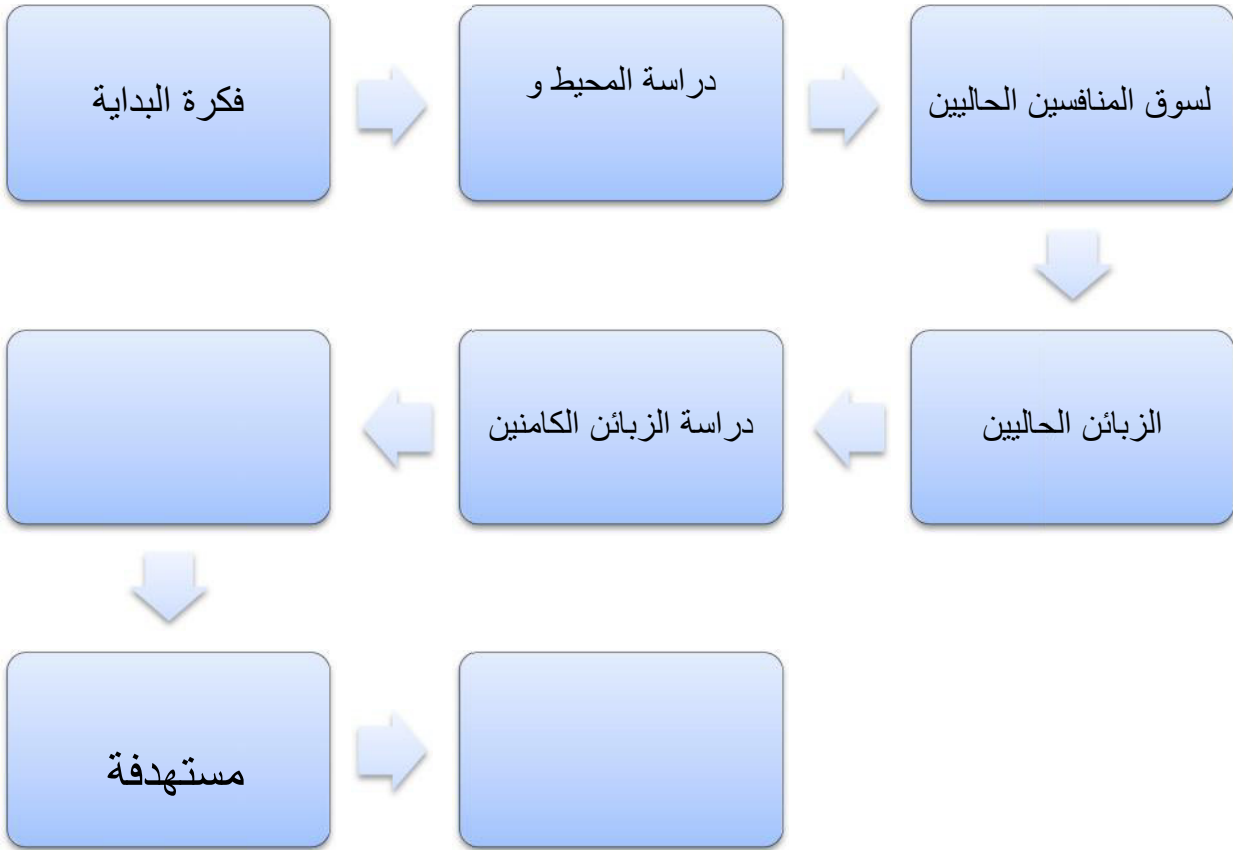 فكرة البداية
دراسة المحيط و
لسوق المنافسين الحاليين
الزبائن الحاليين
دراسة الزبائن الكامنين
مستهدفة